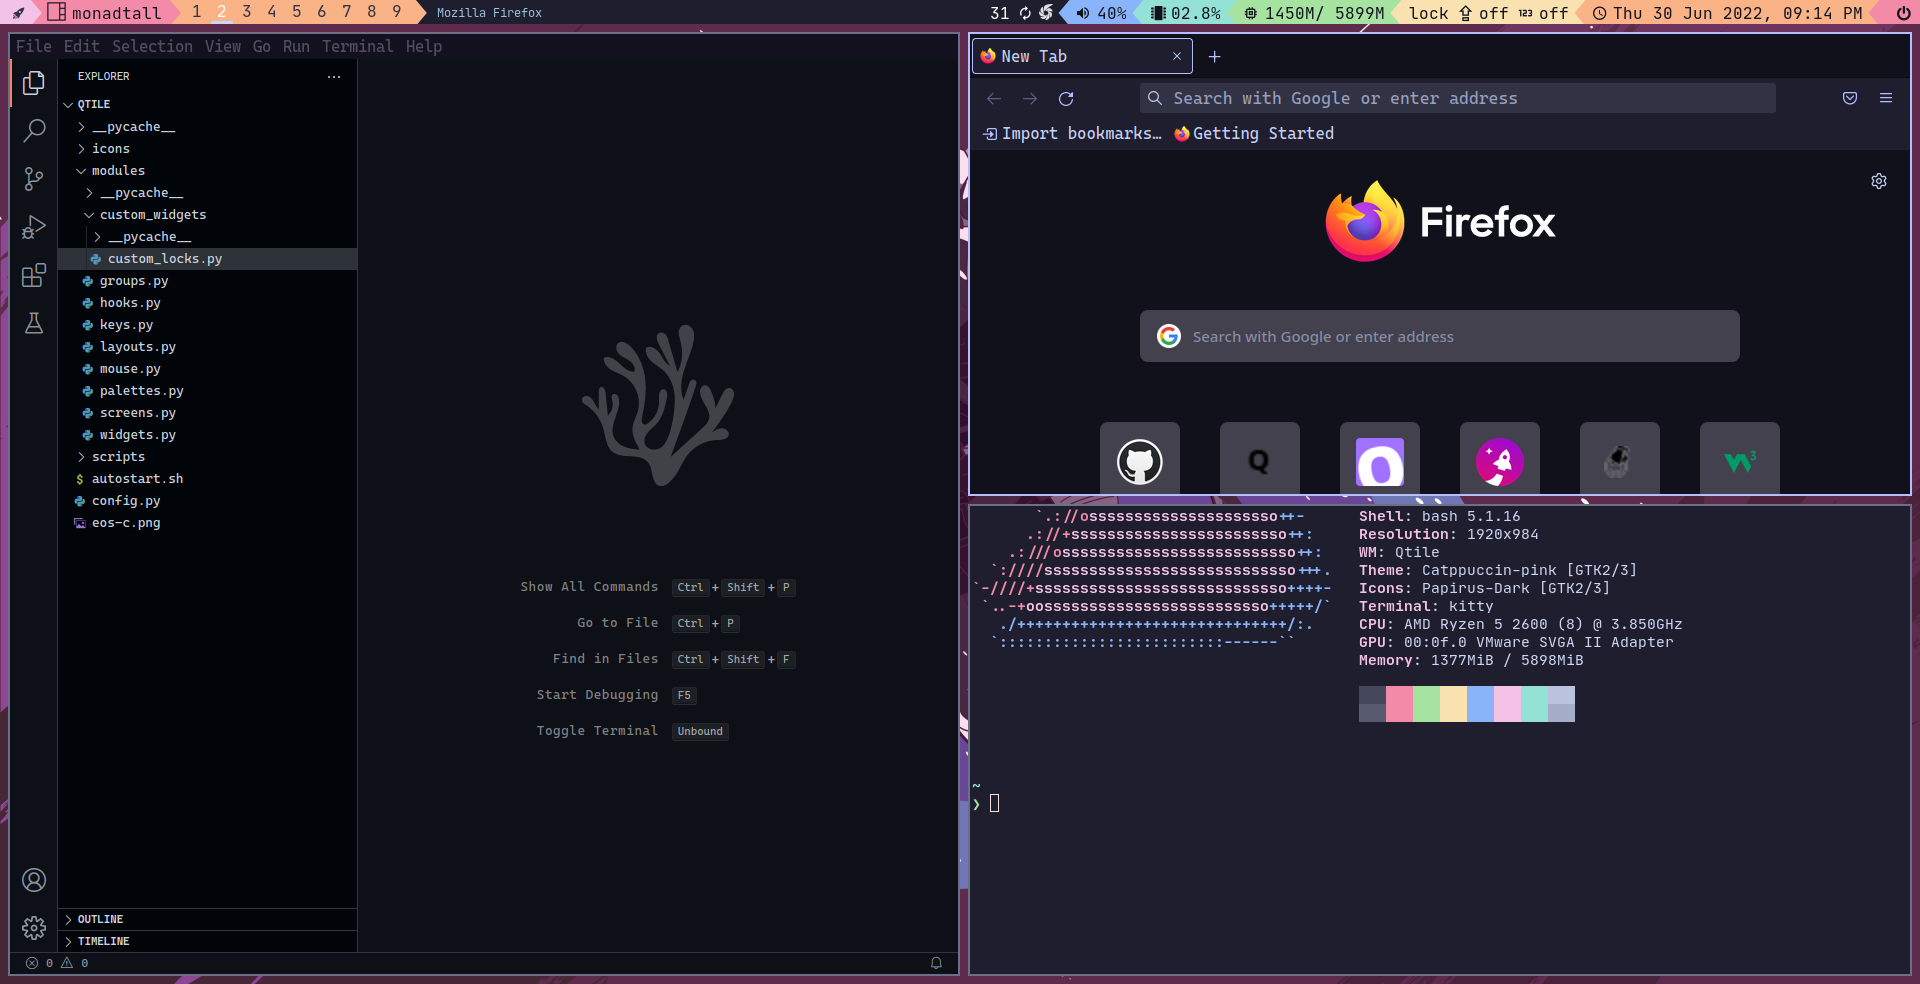 monadtall 1 2 3 4 5 6 7 8 9 Mozilla Firefox 31 40% 02.8% 1450M/ 5899M lock off 123 off Thu 30 Jun 2022, 09:14 PM
File Edit Selection View Go Run Terminal Help
EXPLORER ...
QTILE
__pycache__
icons
modules
__pycache__
custom_widgets
__pycache__
custom_locks.py
groups.py
hooks.py
keys.py
layouts.py
mouse.py
palettes.py
screens.py
widgets.py
scripts
$ autostart.sh
config.py
eos-c.png
OUTLINE
TIMELINE
0 0
Show All Commands Ctrl + Shift + P
Go to File Ctrl + P
Find in Files Ctrl + Shift + F
Start Debugging F5
Toggle Terminal Unbound
New Tab × +
Search with Google or enter address
Import bookmarks… Getting Started
Firefox
G Search with Google or enter address
Q
w3
Shell: bash 5.1.16
Resolution: 1920x984
WM: Qtile
Theme: Catppuccin-pink [GTK2/3]
Icons: Papirus-Dark [GTK2/3]
Terminal: kitty
CPU: AMD Ryzen 5 2600 (8) @ 3.850GHz
GPU: 00:0f.0 VMware SVGA II Adapter
Memory: 1377MiB / 5898MiB
~
❯